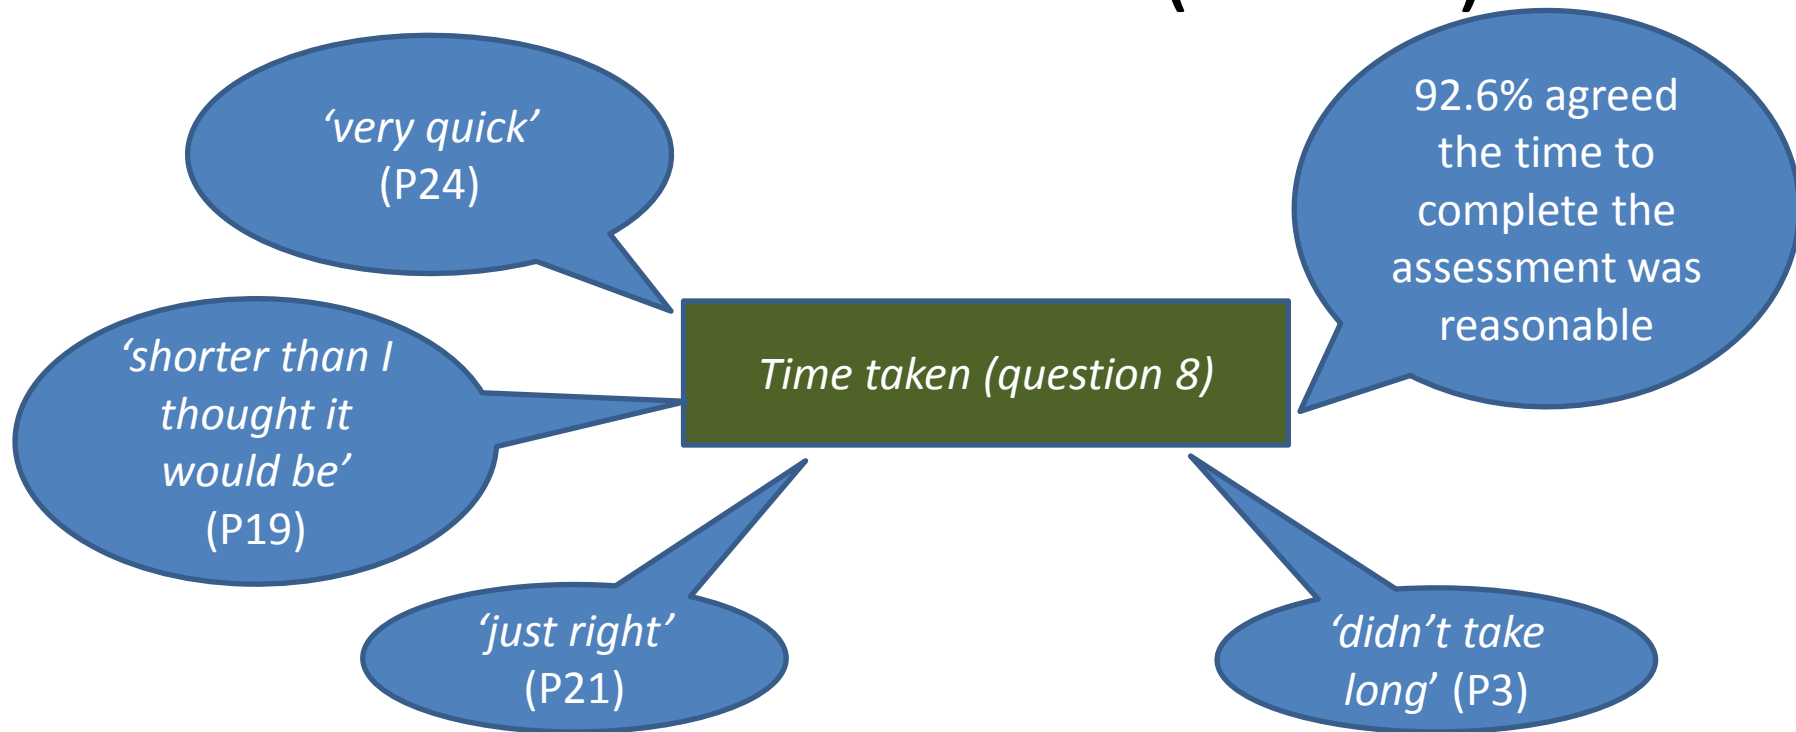 ‘very quick’
(P24)
92.6% agreed
the time to
complete the
assessment was
reasonable
‘shorter than I
thought it
would be’
(P19)
Time taken (question 8)
‘just right’
(P21)
‘didn’t take
long’ (P3)